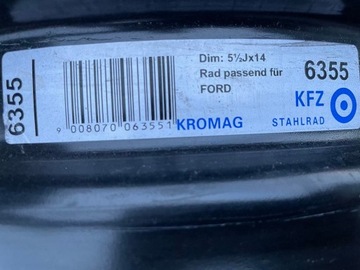 6355
Dim: 5½Jx14
Rad passend für
FORD
6355
KFZ
STAHLRAD
9 008070 063551
KROMAG